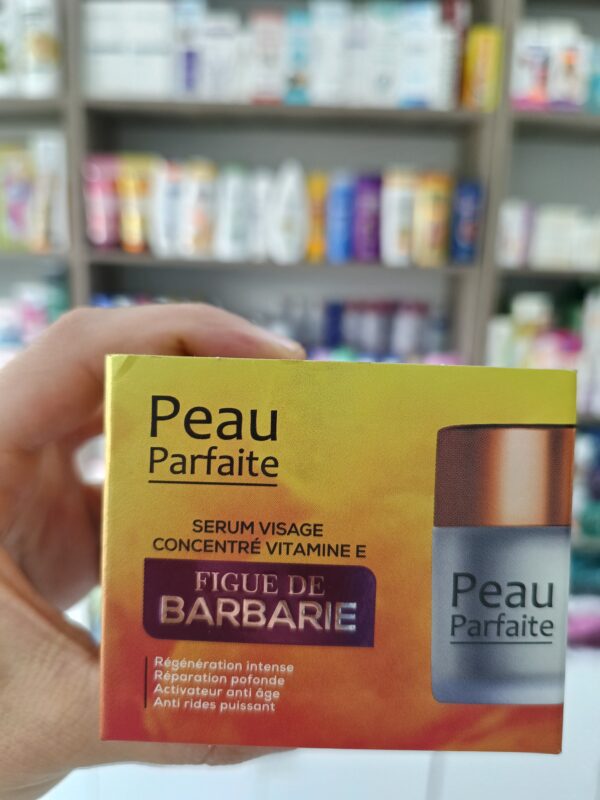 Peau
Parfaite
SERUM VISAGE
CONCENTRÉ VITAMINE E
FIGUE DE
BARBARIE
Régénération intense
Réparation pofonde
Activateur anti âge
Anti rides puissant
Peau
Parfaite